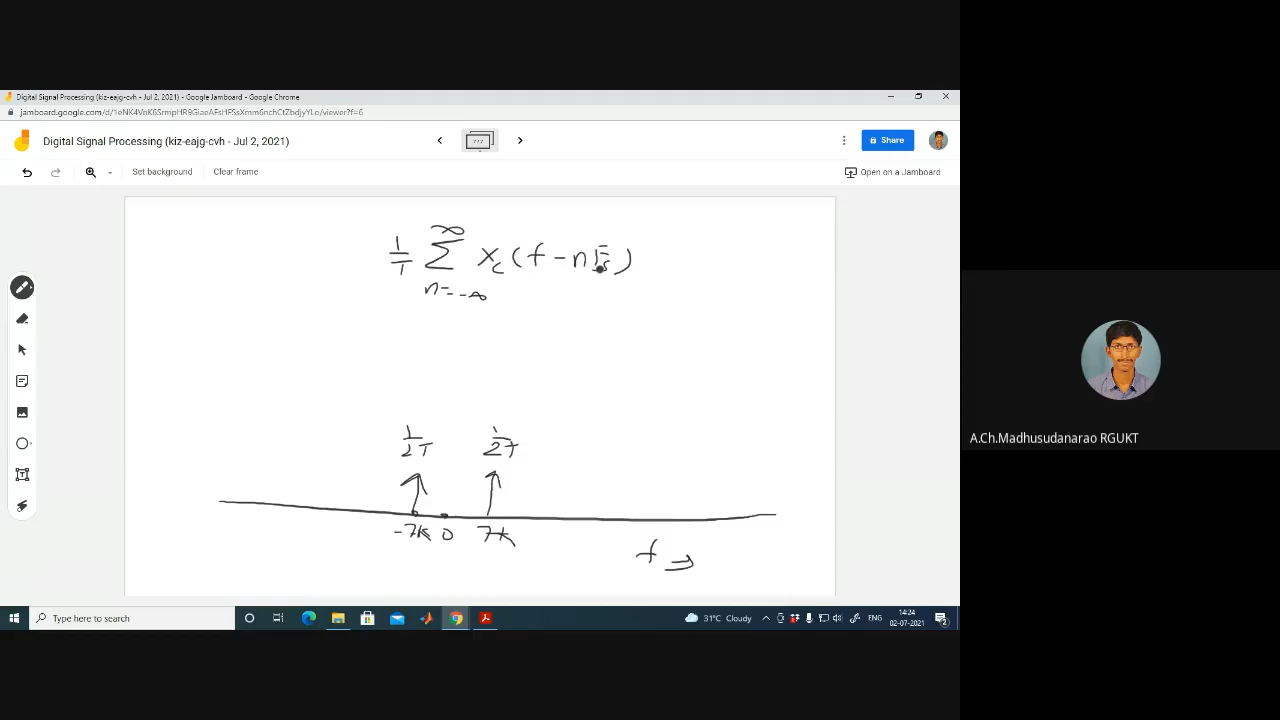 Digital Signal Processing (kiz-eajg-cvh - Jul 2, 2021) - Google Jamboard - Google Chrome
Digital Signal Processing (kiz-eajg-cvh - Jul 2, 2021)
Share
Set background
Clear frame
Open on a Jamboard
1/T ∑ n=-∞ ∞ Xc(f-nFs)
1/2T 1/2T
-7K 0 7K
f ⇒
A.Ch.Madhusudanarao RGUKT
Type here to search
31°C Cloudy
ENG
14:24
02-07-2021
2